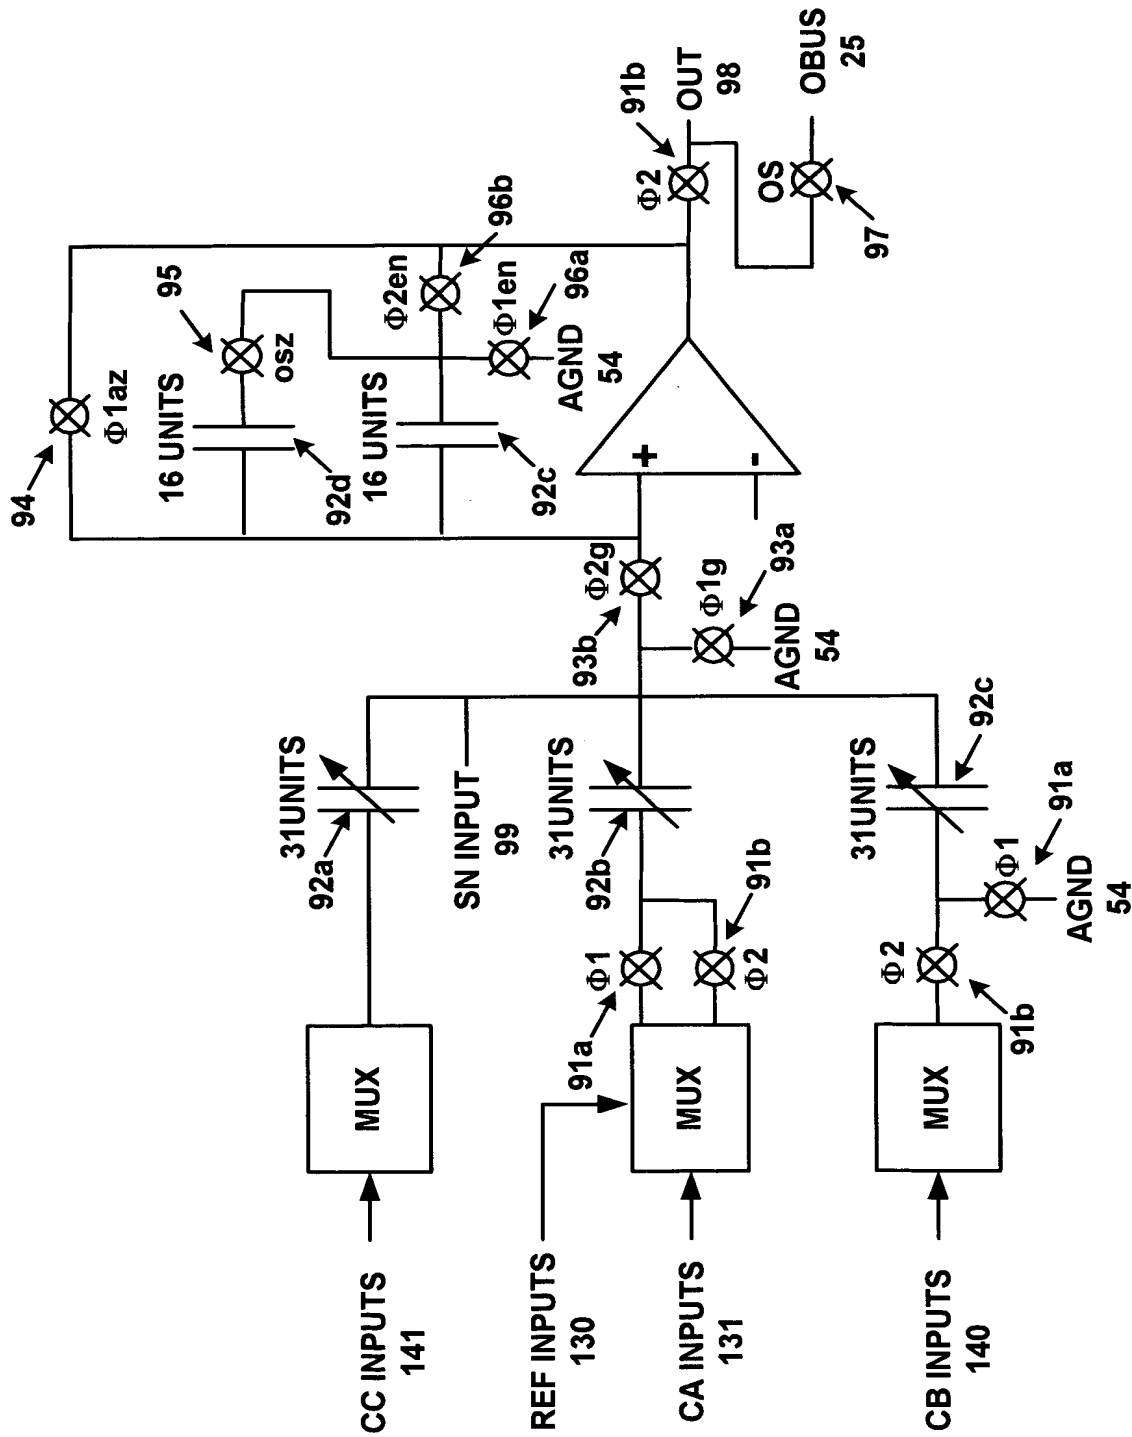 CC INPUTS
141
MUX
31UNITS
92a
SN INPUT
99
REF INPUTS
130
CA INPUTS
131
MUX
91a
Φ1
Φ2
91b
31UNITS
92b
CB INPUTS
140
MUX
Φ2
91b
Φ1
91a
AGND
54
31UNITS
92c
93b
Φ2g
Φ1g
93a
AGND
54
+
-
94
Φ1az
16 UNITS
92d
95
osz
16 UNITS
92c
Φ2en
96b
Φ1en
96a
AGND
54
Φ2
91b
OUT
98
OS
97
OBUS
25